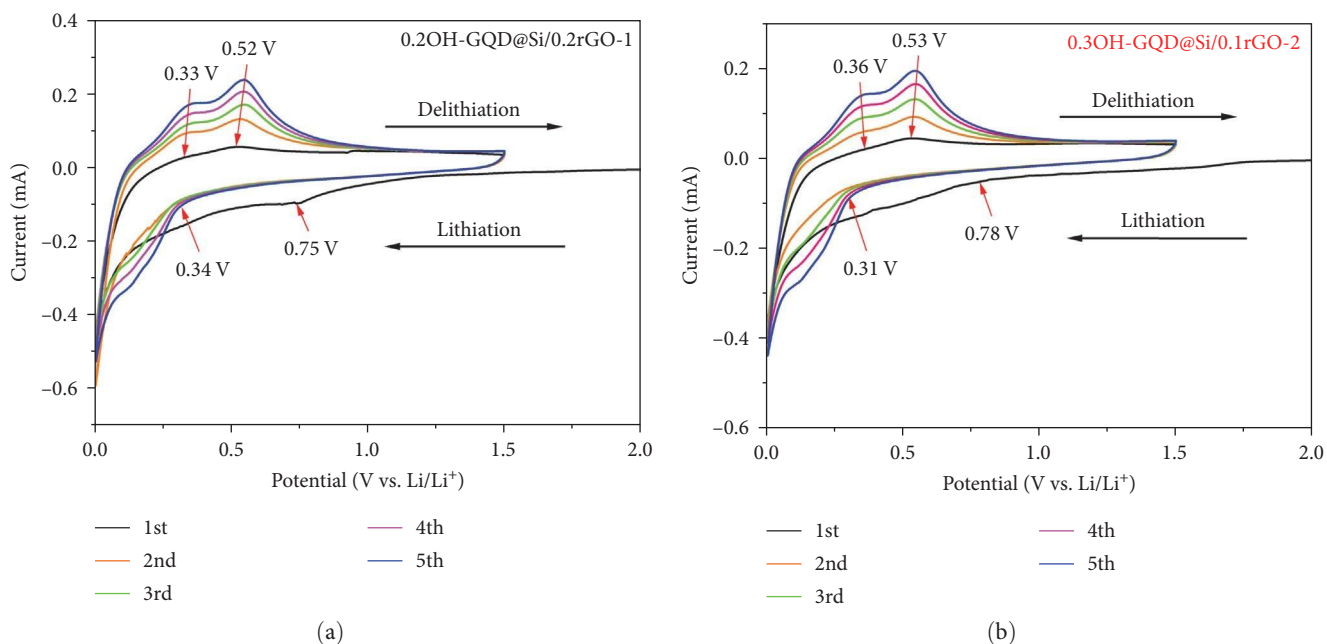 0.4
0.2OH-GQD@Si/0.2rGO-1
0.52 V
0.33 V
0.2
Delithiation
0.0
Current (mA)
Lithiation
–0.2
0.75 V
0.34 V
–0.4
–0.6
0.0 0.5 1.0 1.5 2.0
Potential (V vs. Li/Li+)
1st 4th
2nd 5th
3rd
(a)
0.3OH-GQD@Si/0.1rGO-2
0.53 V
0.36 V
0.2
Delithiation
0.0
Current (mA)
Lithiation
0.78 V
–0.2
0.31 V
–0.4
–0.6
0.0 0.5 1.0 1.5 2.0
Potential (V vs. Li/Li+)
1st 4th
2nd 5th
3rd
(b)